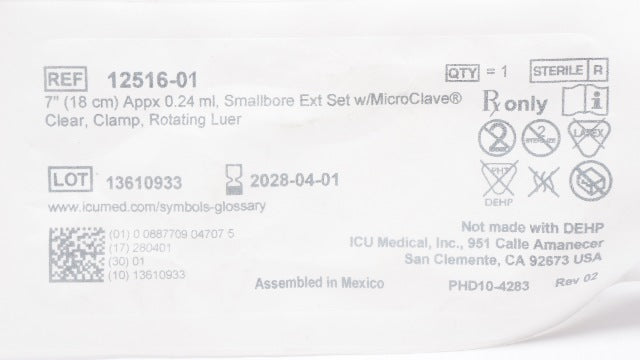 REF 12516-01
QTY = 1 STERILE R
7" (18 cm) Appx 0.24 ml, Smallbore Ext Set w/MicroClave®
Clear, Clamp, Rotating Luer
Rx only
2
2
STERILIZE
LATEX
PHT
DEHP
LOT 13610933
2028-04-01
www.icumed.com/symbols-glossary
(01) 0 0887709 04707 5
(17) 280401
(30) 01
(10) 13610933
Not made with DEHP
ICU Medical, Inc., 951 Calle Amanecer
San Clemente, CA 92673 USA
Assembled in Mexico
PHD10-4283 Rev 02